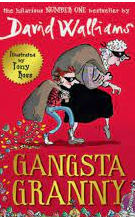 the hilarious NUMBER ONE bestseller by
David Walliams
Illustrated
by
Tony
Ross
GANGSTA
GRANNY